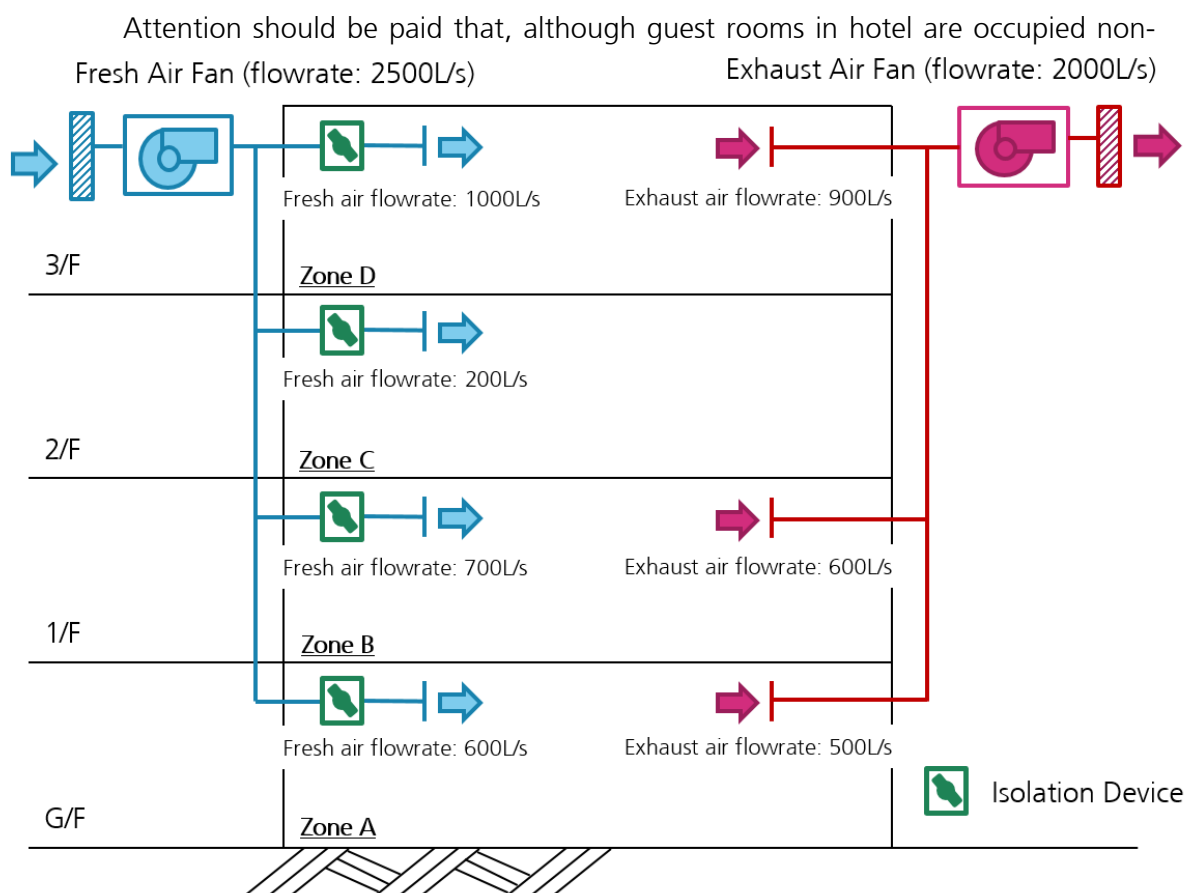 Attention should be paid that, although guest rooms in hotel are occupied non-
Fresh Air Fan (flowrate: 2500L/s)
Exhaust Air Fan (flowrate: 2000L/s)
Fresh air flowrate: 1000L/s
Exhaust air flowrate: 900L/s
3/F
Zone D
Fresh air flowrate: 200L/s
2/F
Zone C
Fresh air flowrate: 700L/s
Exhaust air flowrate: 600L/s
1/F
Zone B
Fresh air flowrate: 600L/s
Exhaust air flowrate: 500L/s
Isolation Device
G/F
Zone A